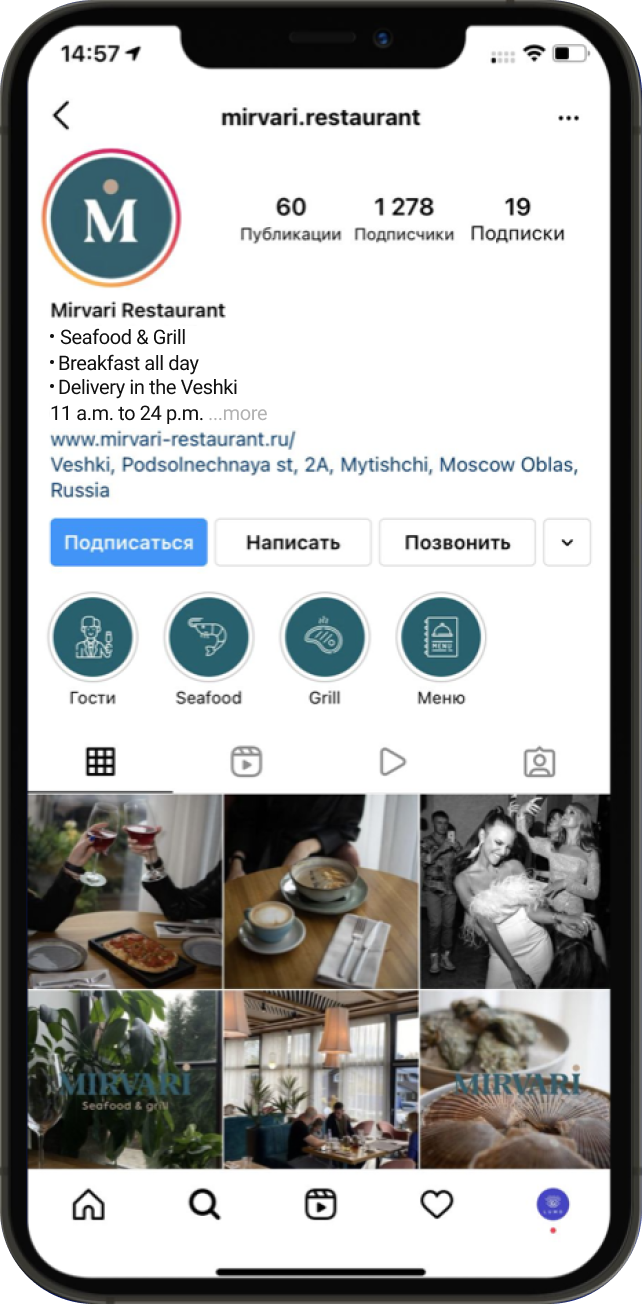 14:57
mirvari.restaurant
M
60 1 278 19
Публикации Подписчики Подписки
Mirvari Restaurant
• Seafood & Grill
• Breakfast all day
• Delivery in the Veshki
11 a.m. to 24 p.m. ...more
www.mirvari-restaurant.ru/
Veshki, Podsolnechnaya st, 2A, Mytishchi, Moscow Oblas,
Russia
Подписаться Написать Позвонить
MENU
Гости Seafood Grill Меню
MIRVARI MIRVARI
Seafood & grill